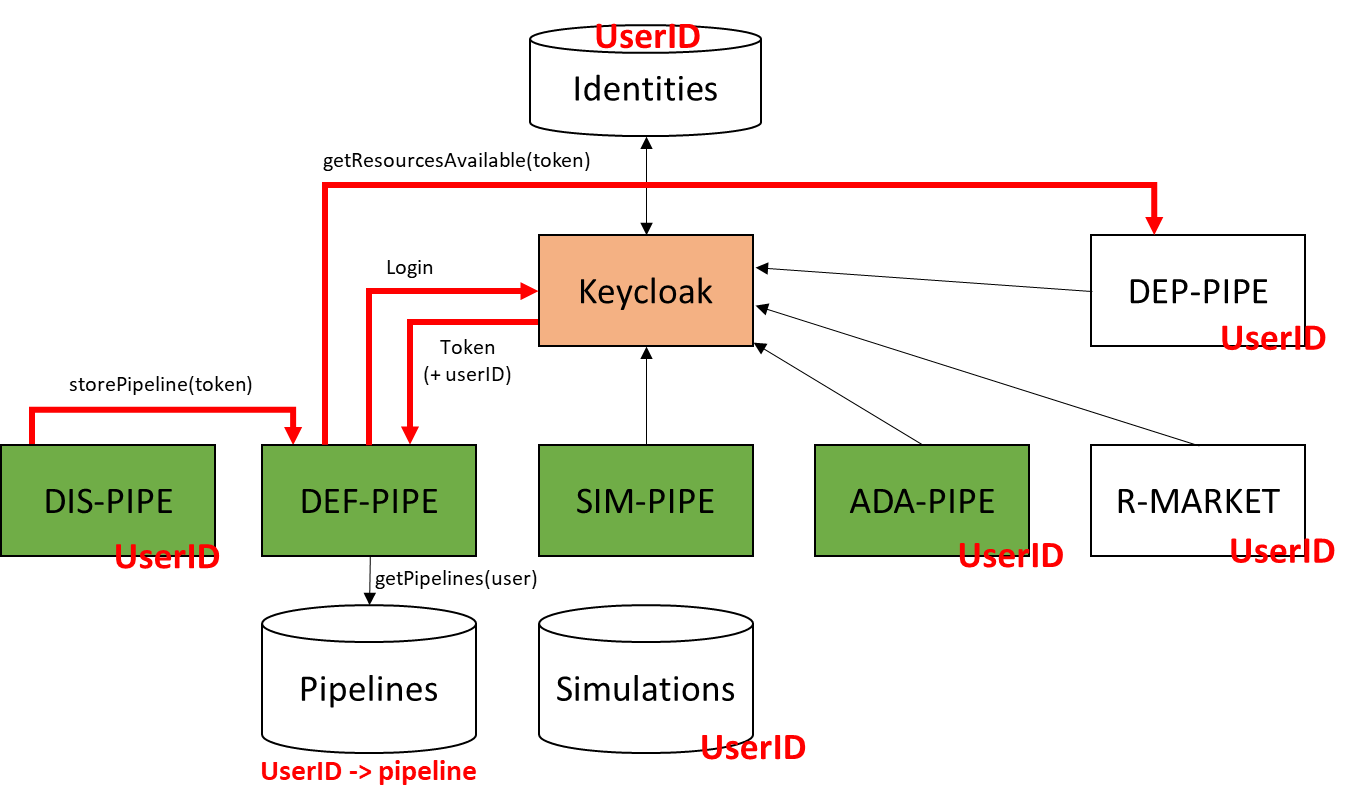 UserID
Identities
getResourcesAvailable(token)
Login
Keycloak
DEP-PIPE
UserID
Token
(+ userID)
storePipeline(token)
DIS-PIPE
UserID
DEF-PIPE
SIM-PIPE
ADA-PIPE
UserID
R-MARKET
UserID
getPipelines(user)
Pipelines
UserID -> pipeline
Simulations
UserID